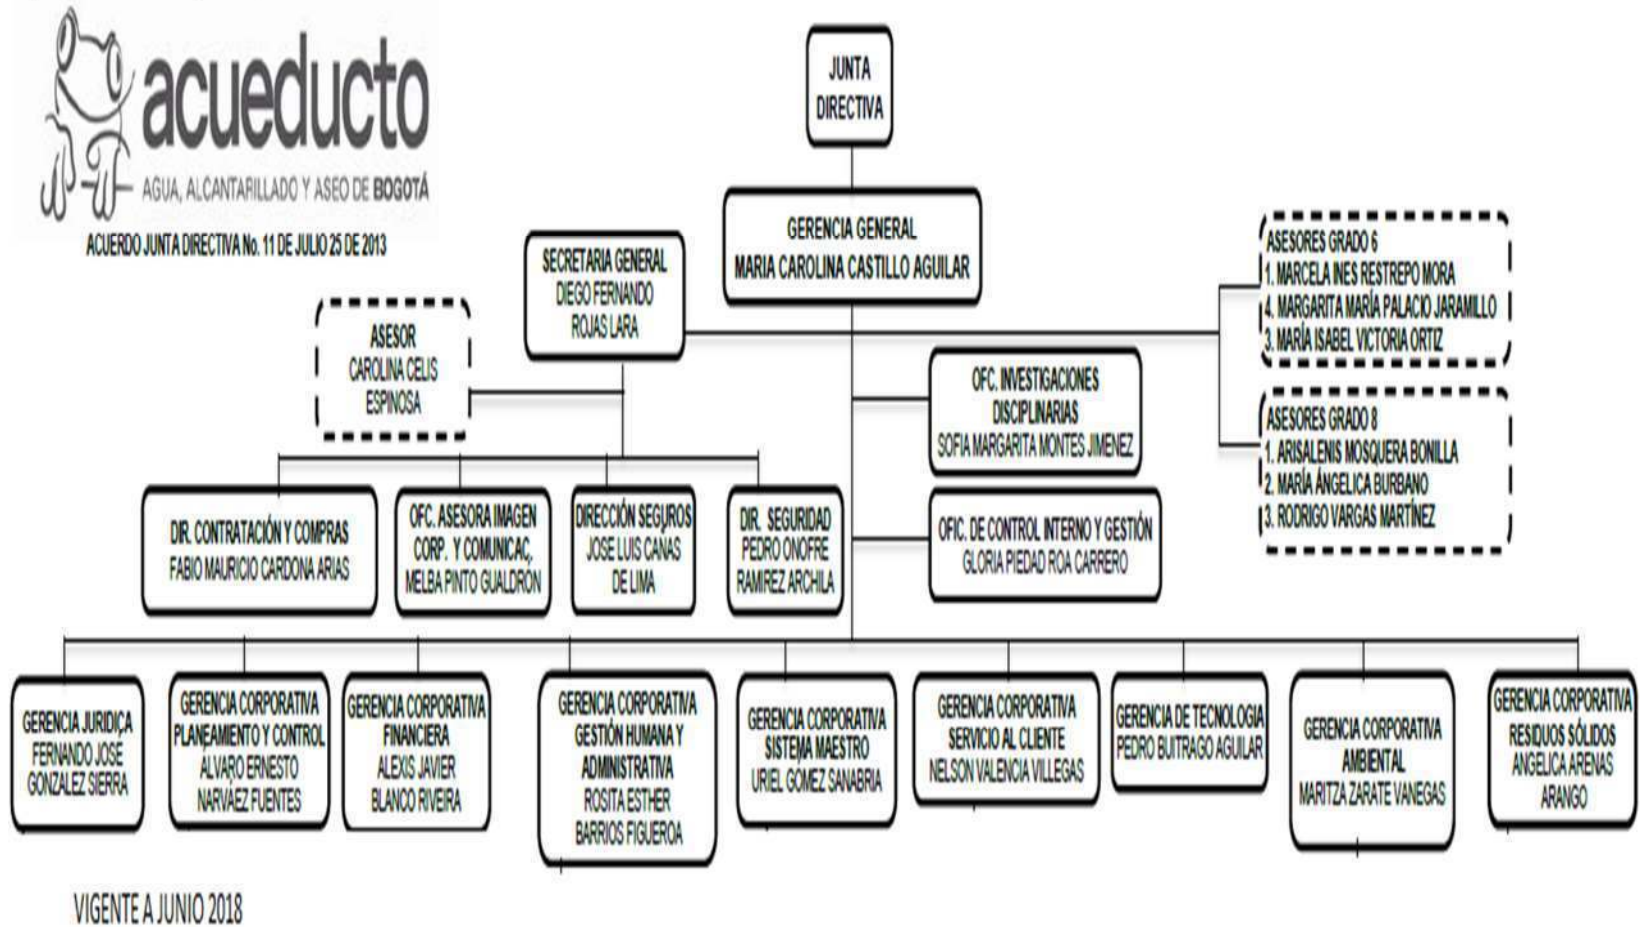 acueducto
AGUA, ALCANTARILLADO Y ASEO DE BOGOTÁ
ACUERDO JUNTA DIRECTIVA No. 11 DE JULIO 25 DE 2013
JUNTA
DIRECTIVA
GERENCIA GENERAL
MARIA CAROLINA CASTILLO AGUILAR
SECRETARIA GENERAL
DIEGO FERNANDO
ROJAS LARA
ASESOR
CAROLINA CELIS
ESPINOSA
ASESORES GRADO 6
1. MARCELA INES RESTREPO MORA
4. MARGARITA MARÍA PALACIO JARAMILLO
3. MARÍA ISABEL VICTORIA ORTIZ
ASESORES GRADO 8
1. ARISALENIS MOSQUERA BONILLA
2. MARÍA ÁNGELICA BURBANO
3. RODRIGO VARGAS MARTÍNEZ
OFC. INVESTIGACIONES
DISCIPLINARIAS
SOFIA MARGARITA MONTES JIMENEZ
OFIC. DE CONTROL INTERNO Y GESTIÓN
GLORIA PIEDAD ROA CARRERO
DIR. CONTRATACIÓN Y COMPRAS
FABIO MAURICIO CARDONA ARIAS
OFC. ASESORA IMAGEN
CORP. Y COMUNICAC.
MELBA PINTO GUALDRÓN
DIRECCIÓN SEGUROS
JOSE LUIS CAÑAS
DE LIMA
DIR. SEGURIDAD
PEDRO ONOFRE
RAMIREZ ARCHILA
GERENCIA JURIDICA
FERNANDO JOSE
GONZALEZ SIERRA
GERENCIA CORPORATIVA
PLANEAMIENTO Y CONTROL
ÁLVARO ERNESTO
NARVÁEZ FUENTES
GERENCIA CORPORATIVA
FINANCIERA
ALEXIS JAVIER
BLANCO RIVEIRA
GERENCIA CORPORATIVA
GESTIÓN HUMANA Y
ADMINISTRATIVA
ROSITA ESTHER
BARRIOS FIGUEROA
GERENCIA CORPORATIVA
SISTEMA MAESTRO
URIEL GÓMEZ SANABRIA
GERENCIA CORPORATIVA
SERVICIO AL CLIENTE
NELSON VALENCIA VILLEGAS
GERENCIA DE TECNOLOGIA
PEDRO BUITRAGO AGUILAR
GERENCIA CORPORATIVA
AMBIENTAL
MARITZA ZARATE VANEGAS
GERENCIA CORPORATIVA
RESIDUOS SÓLIDOS
ANGELICA ARENAS
ARANGO
VIGENTE A JUNIO 2018